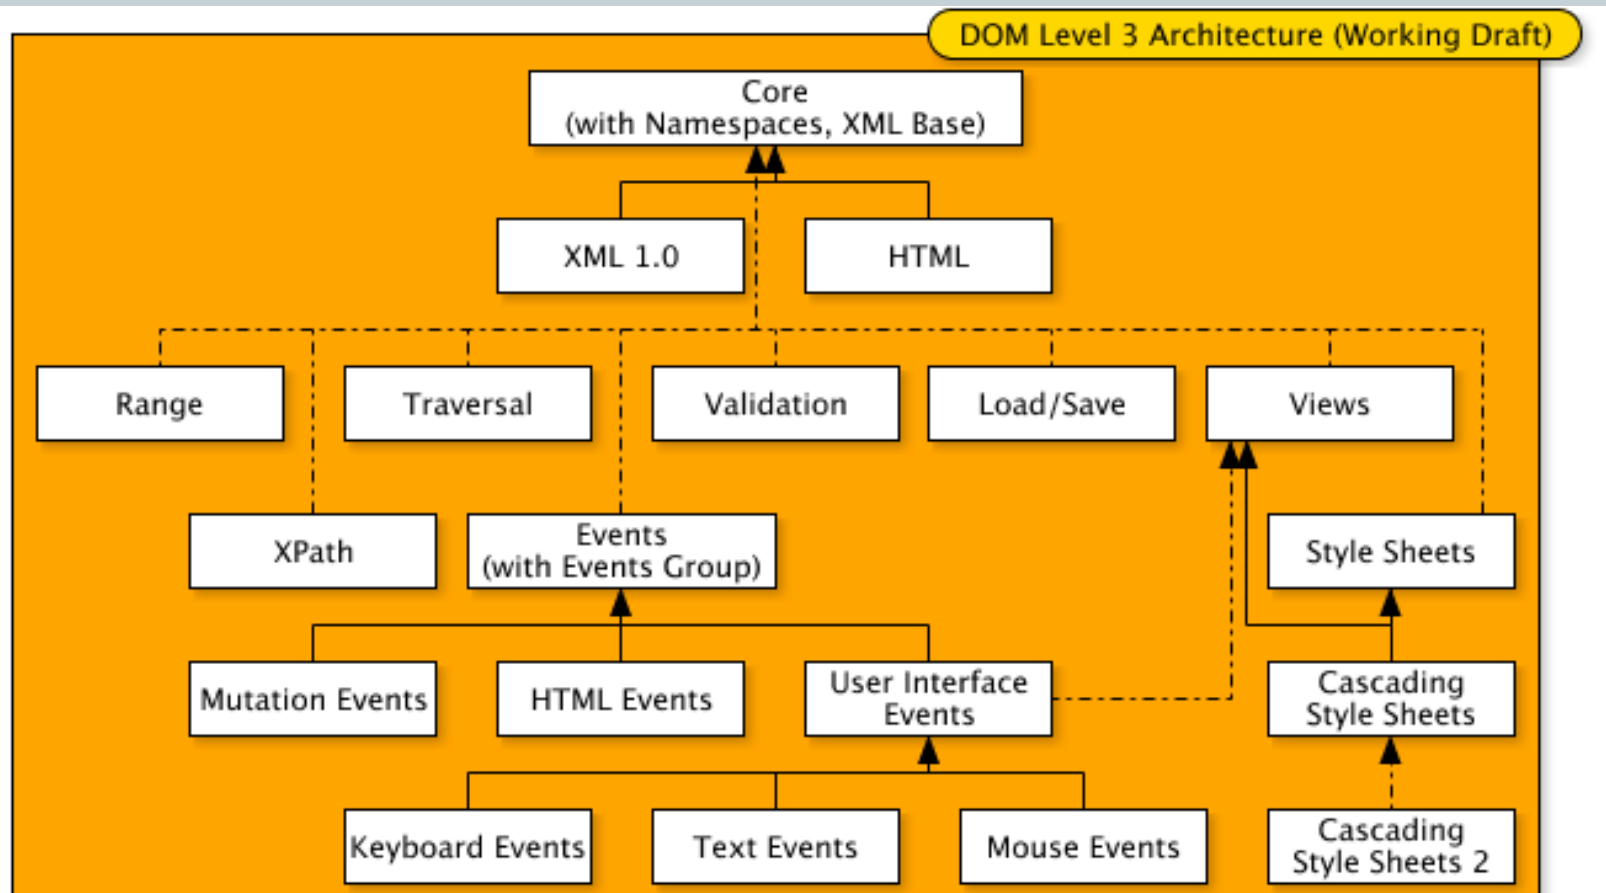 DOM Level 3 Architecture (Working Draft)
Core
(with Namespaces, XML Base)
XML 1.0
HTML
Range
Traversal
Validation
Load/Save
Views
XPath
Events
(with Events Group)
Style Sheets
Mutation Events
HTML Events
User Interface
Events
Cascading
Style Sheets
Keyboard Events
Text Events
Mouse Events
Cascading
Style Sheets 2